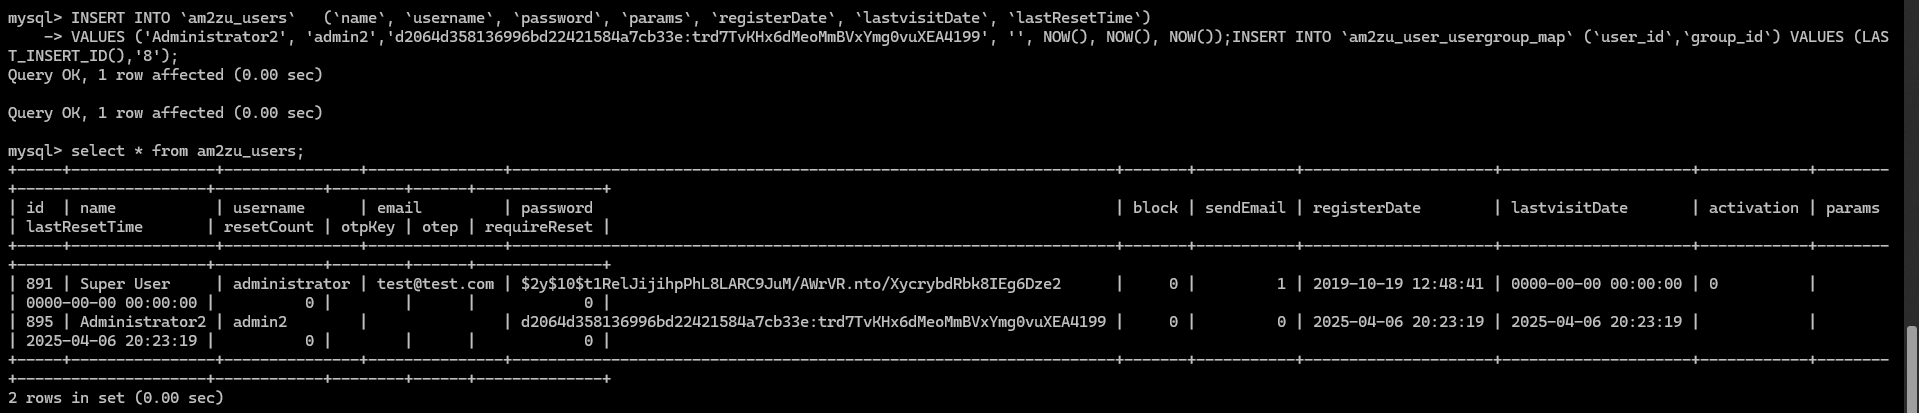 mysql> INSERT INTO `am2zu_users`   (`name`, `username`, `password`, `params`, `registerDate`, `lastvisitDate`, `lastResetTime`)
    -> VALUES ('Administrator2', 'admin2','d2064d358136996bd22421584a7cb33e:trd7TvKHx6dMeoMmBVxYmg0vuXEA4199', '', NOW(), NOW(), NOW());INSERT INTO `am2zu_user_usergroup_map` (`user_id`,`group_id`) VALUES (LAS
T_INSERT_ID(),'8');
Query OK, 1 row affected (0.00 sec)

Query OK, 1 row affected (0.00 sec)

mysql> select * from am2zu_users;
+-----+----------------+---------------+---------------+-------------------------------------------------------------------+-------+-----------+---------------------+---------------------+------------+--------
+---------------------+------------+--------+------+--------------+
| id  | name           | username      | email         | password                                                          | block | sendEmail | registerDate        | lastvisitDate       | activation | params 
| lastResetTime       | resetCount | otpKey | otep | requireReset |
+-----+----------------+---------------+---------------+-------------------------------------------------------------------+-------+-----------+---------------------+---------------------+------------+--------
+---------------------+------------+--------+------+--------------+
| 891 | Super User     | administrator | test@test.com | $2y$10$t1RelJijihpPhL8LARC9JuM/AWrVR.nto/XycrybdRbk8IEg6Dze2      |     0 |         1 | 2019-10-19 12:48:41 | 0000-00-00 00:00:00 | 0          |        
| 0000-00-00 00:00:00 |          0 |        |      |            0 |
| 895 | Administrator2 | admin2        |               | d2064d358136996bd22421584a7cb33e:trd7TvKHx6dMeoMmBVxYmg0vuXEA4199 |     0 |         0 | 2025-04-06 20:23:19 | 2025-04-06 20:23:19 |            |        
| 2025-04-06 20:23:19 |          0 |        |      |            0 |
+-----+----------------+---------------+---------------+-------------------------------------------------------------------+-------+-----------+---------------------+---------------------+------------+--------
+---------------------+------------+--------+------+--------------+
2 rows in set (0.00 sec)